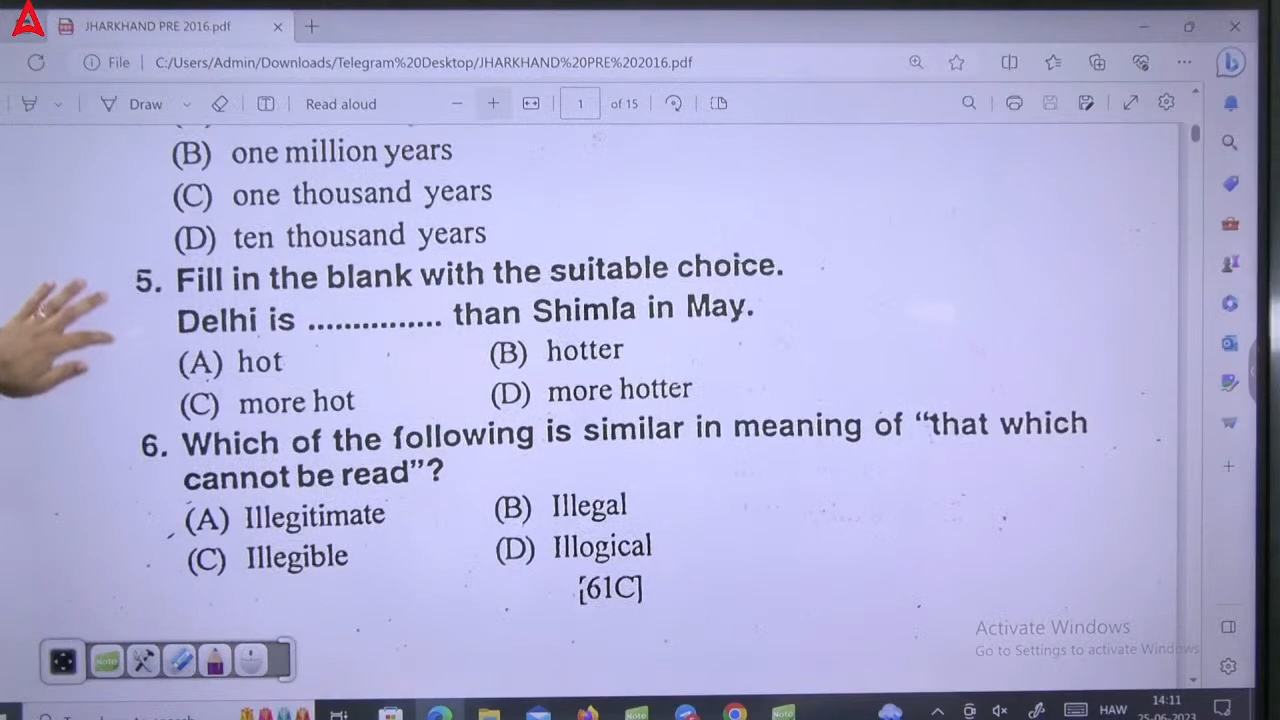 JHARKHAND PRE 2016.pdf
File C:/Users/Admin/Downloads/Telegram%20Desktop/JHARKHAND%20PRE%202016.pdf
Draw Read aloud 1 of 15
(B) one million years
(C) one thousand years
(D) ten thousand years
5. Fill in the blank with the suitable choice.
Delhi is ............... than Shimla in May.
(A) hot (B) hotter
(C) more hot (D) more hotter
6. Which of the following is similar in meaning of “that which
cannot be read”?
(A) Illegitimate (B) Illegal
(C) Illegible (D) Illogical
[61C]
Activate Windows
Go to Settings to activate Windows
Note
14:11
HAW
25-06-2023